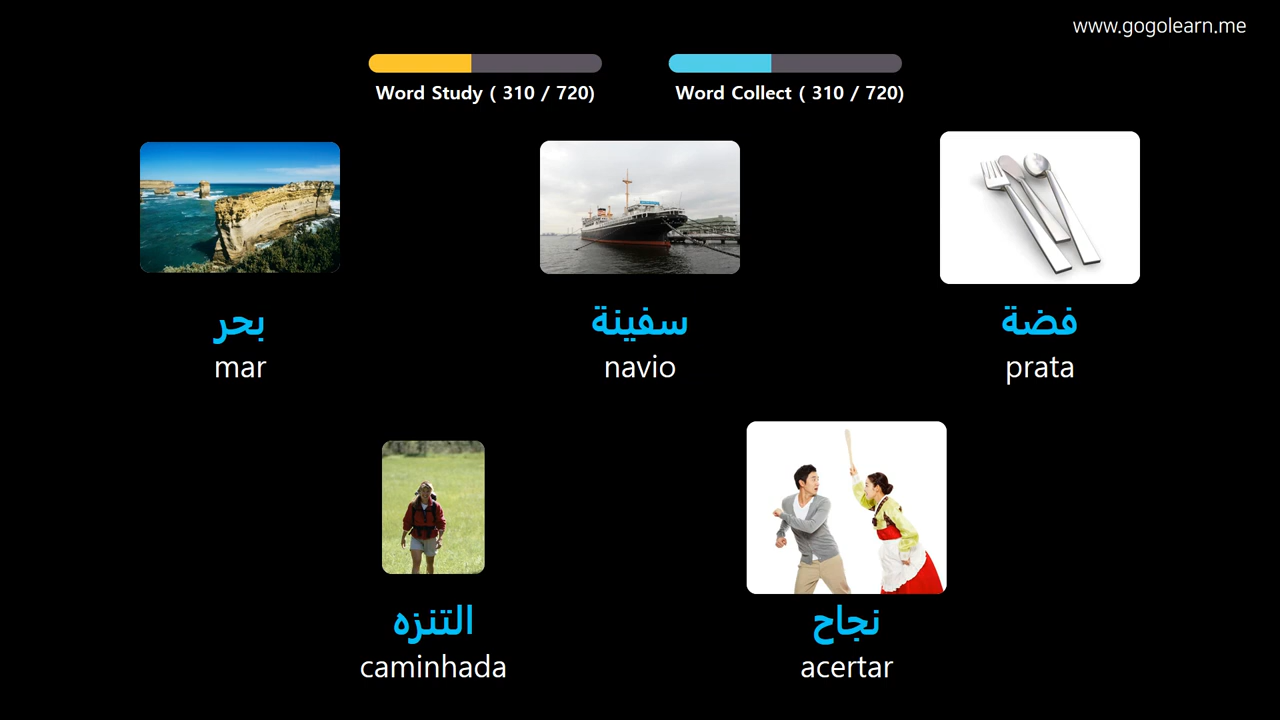 www.gogolearn.me
Word Study ( 310 / 720)
Word Collect ( 310 / 720)
بحر
mar
سفينة
navio
فضة
prata
التنزه
caminhada
نجاح
acertar